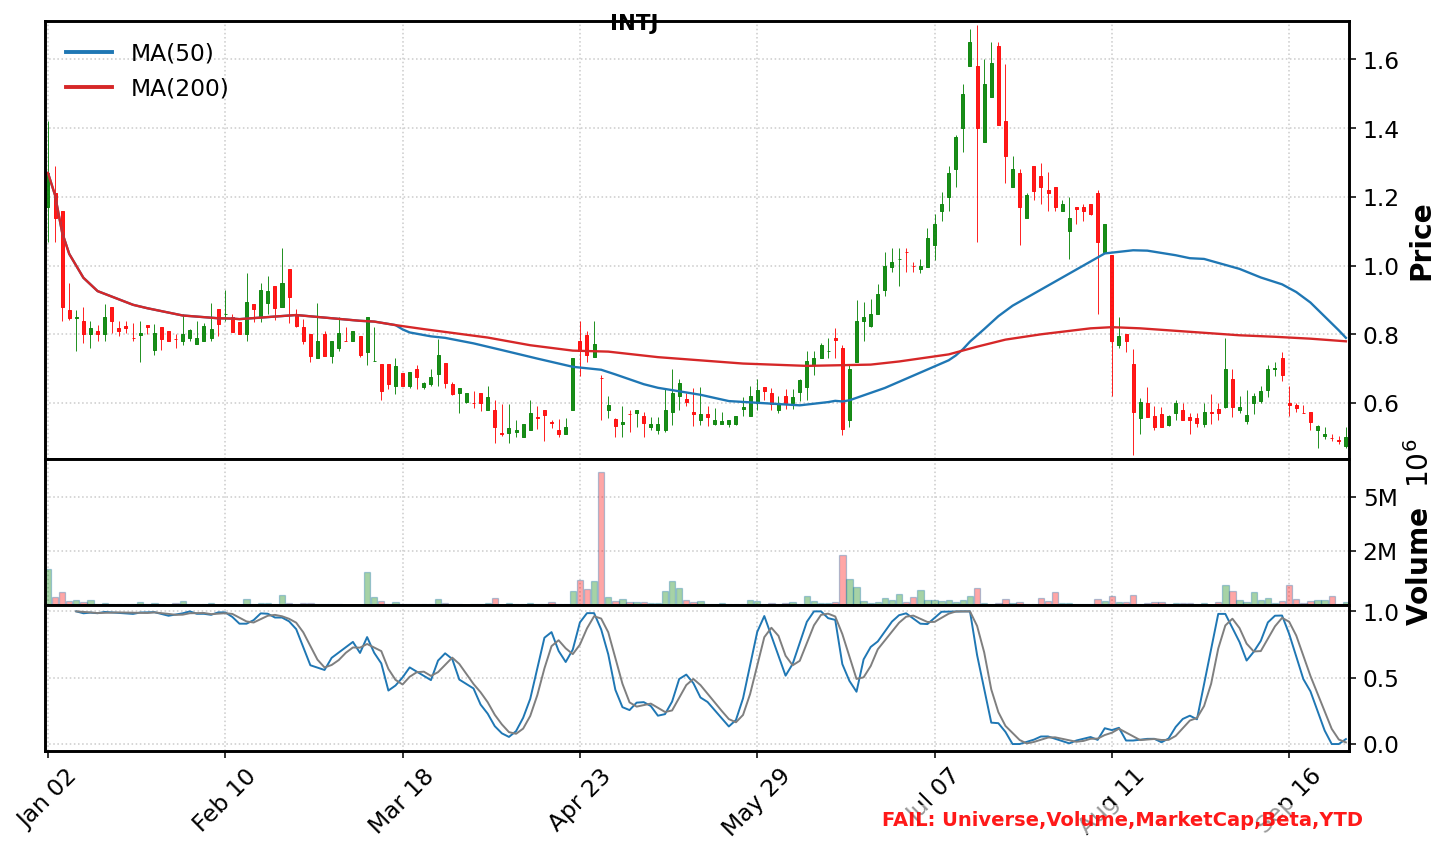 INTJ
MA(50)
MA(200)
1.6
1.4
1.2
1.0
0.8
0.6
Price
5M
2M
Volume 10^6
1.0
0.5
0.0
Jan 02
Feb 10
Mar 18
Apr 23
May 29
Jul 07
Aug 11
Sep 16
FAIL: Universe,Volume,MarketCap,Beta,YTD